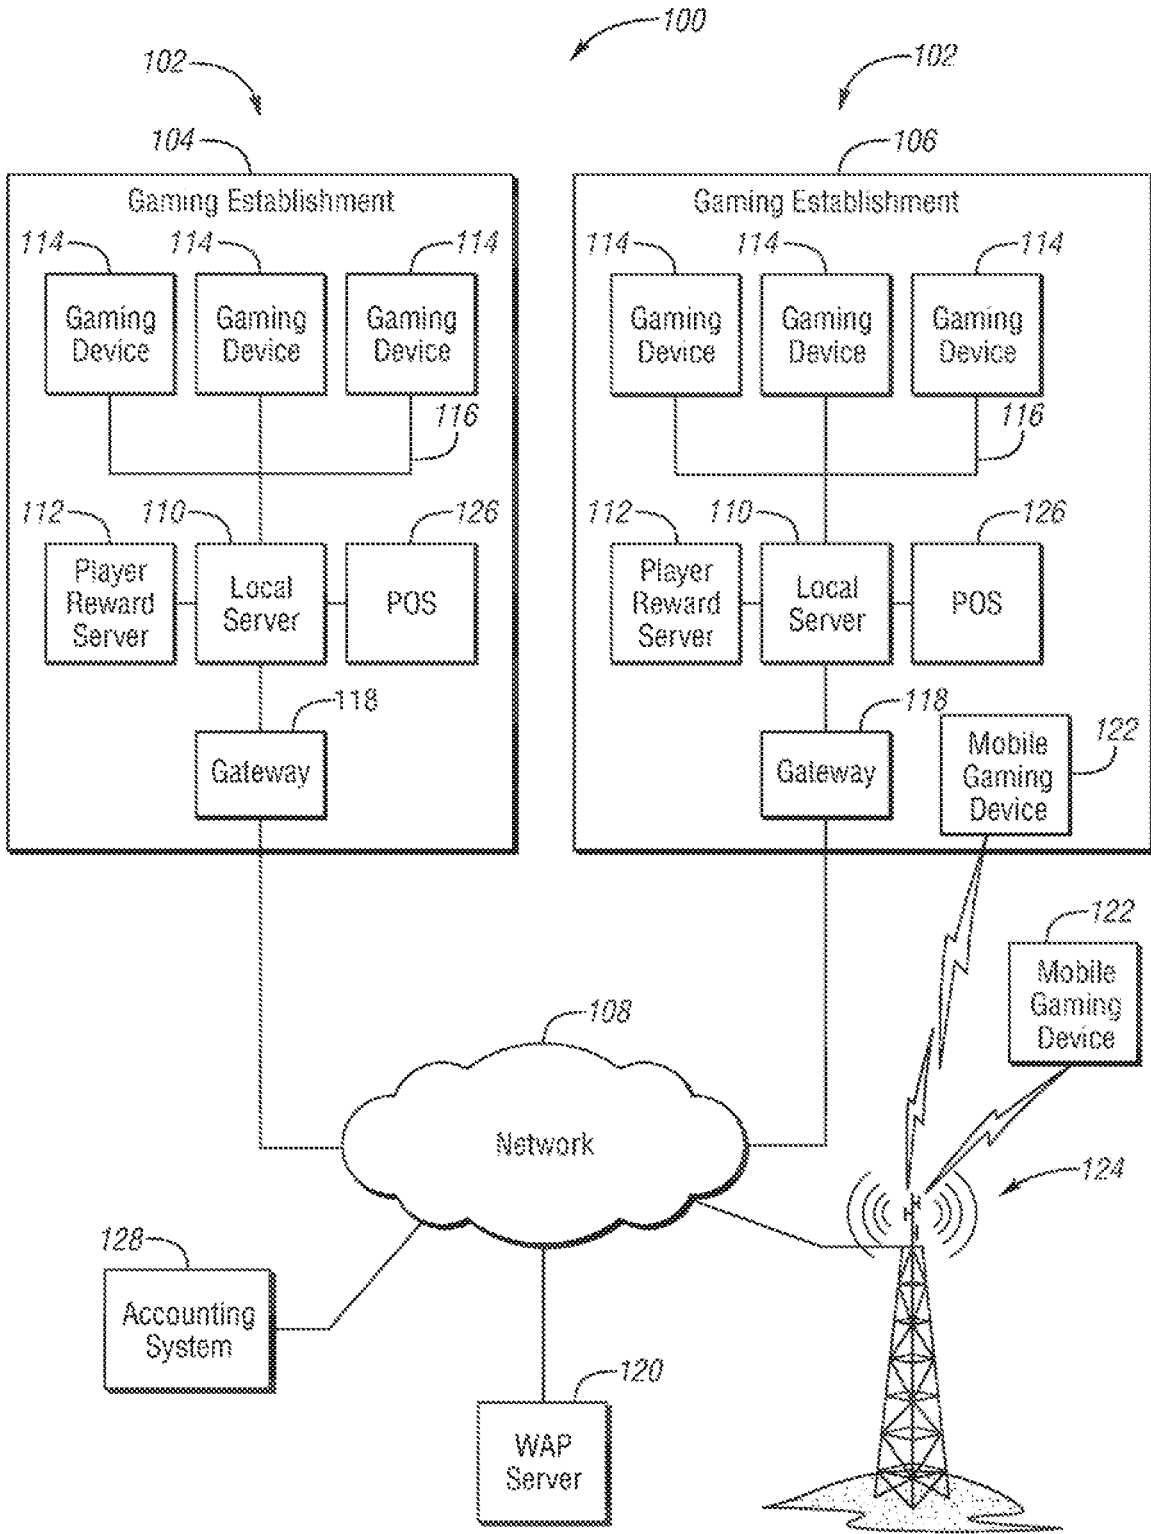 100
102
102
104
106
Gaming Establishment
Gaming Establishment
114
114
114
114
114
114
Gaming
Device
Gaming
Device
Gaming
Device
Gaming
Device
Gaming
Device
Gaming
Device
116
116
112
110
126
112
110
126
Player
Reward
Server
Local
Server
POS
Player
Reward
Server
Local
Server
POS
118
118
Gateway
Gateway
Mobile
Gaming
Device
122
122
Mobile
Gaming
Device
108
Network
124
128
Accounting
System
120
WAP
Server